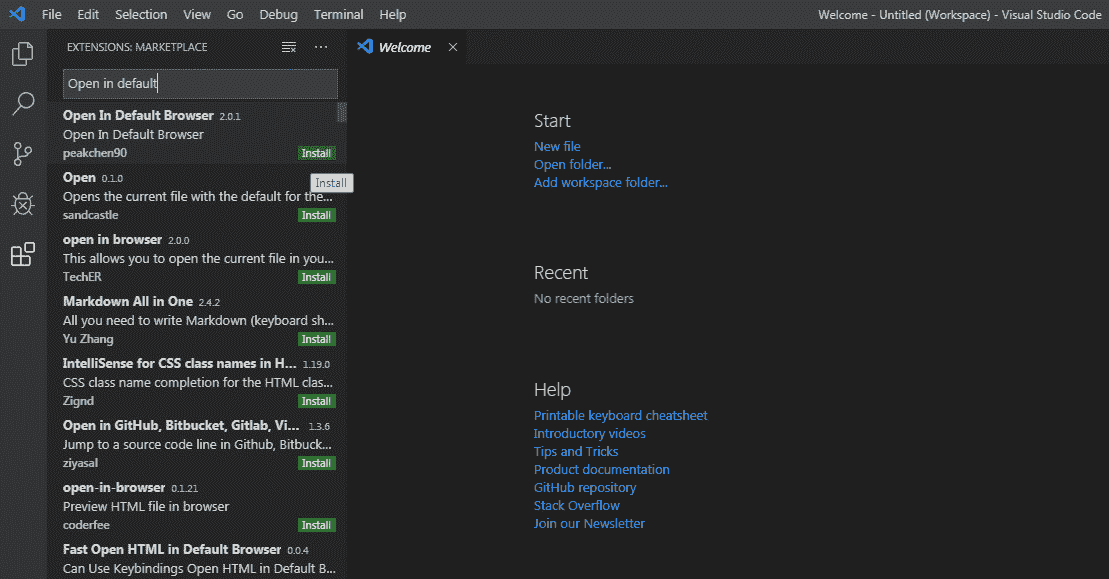 File Edit Selection View Go Debug Terminal Help
Welcome - Untitled (Workspace) - Visual Studio Code
EXTENSIONS: MARKETPLACE
Open in default
Open In Default Browser 2.0.1
Open In Default Browser
peakchen90 Install
Open 0.1.0
Install
Opens the current file with the default for the...
sandcastle Install
open in browser 2.0.0
This allows you to open the current file in you...
TechER Install
Markdown All in One 2.4.2
All you need to write Markdown (keyboard sh...
Yu Zhang Install
IntelliSense for CSS class names in H... 1.19.0
CSS class name completion for the HTML clas...
Zignd Install
Open in GitHub, Bitbucket, Gitlab, Vi... 1.3.6
Jump to a source code line in Github, Bitbuck...
ziyasal Install
open-in-browser 0.1.21
Preview HTML file in browser
coderfee Install
Fast Open HTML in Default Browser 0.0.4
Can Use Keybindings Open HTML in Default B...
Welcome
Start
New file
Open folder...
Add workspace folder...
Recent
No recent folders
Help
Printable keyboard cheatsheet
Introductory videos
Tips and Tricks
Product documentation
GitHub repository
Stack Overflow
Join our Newsletter